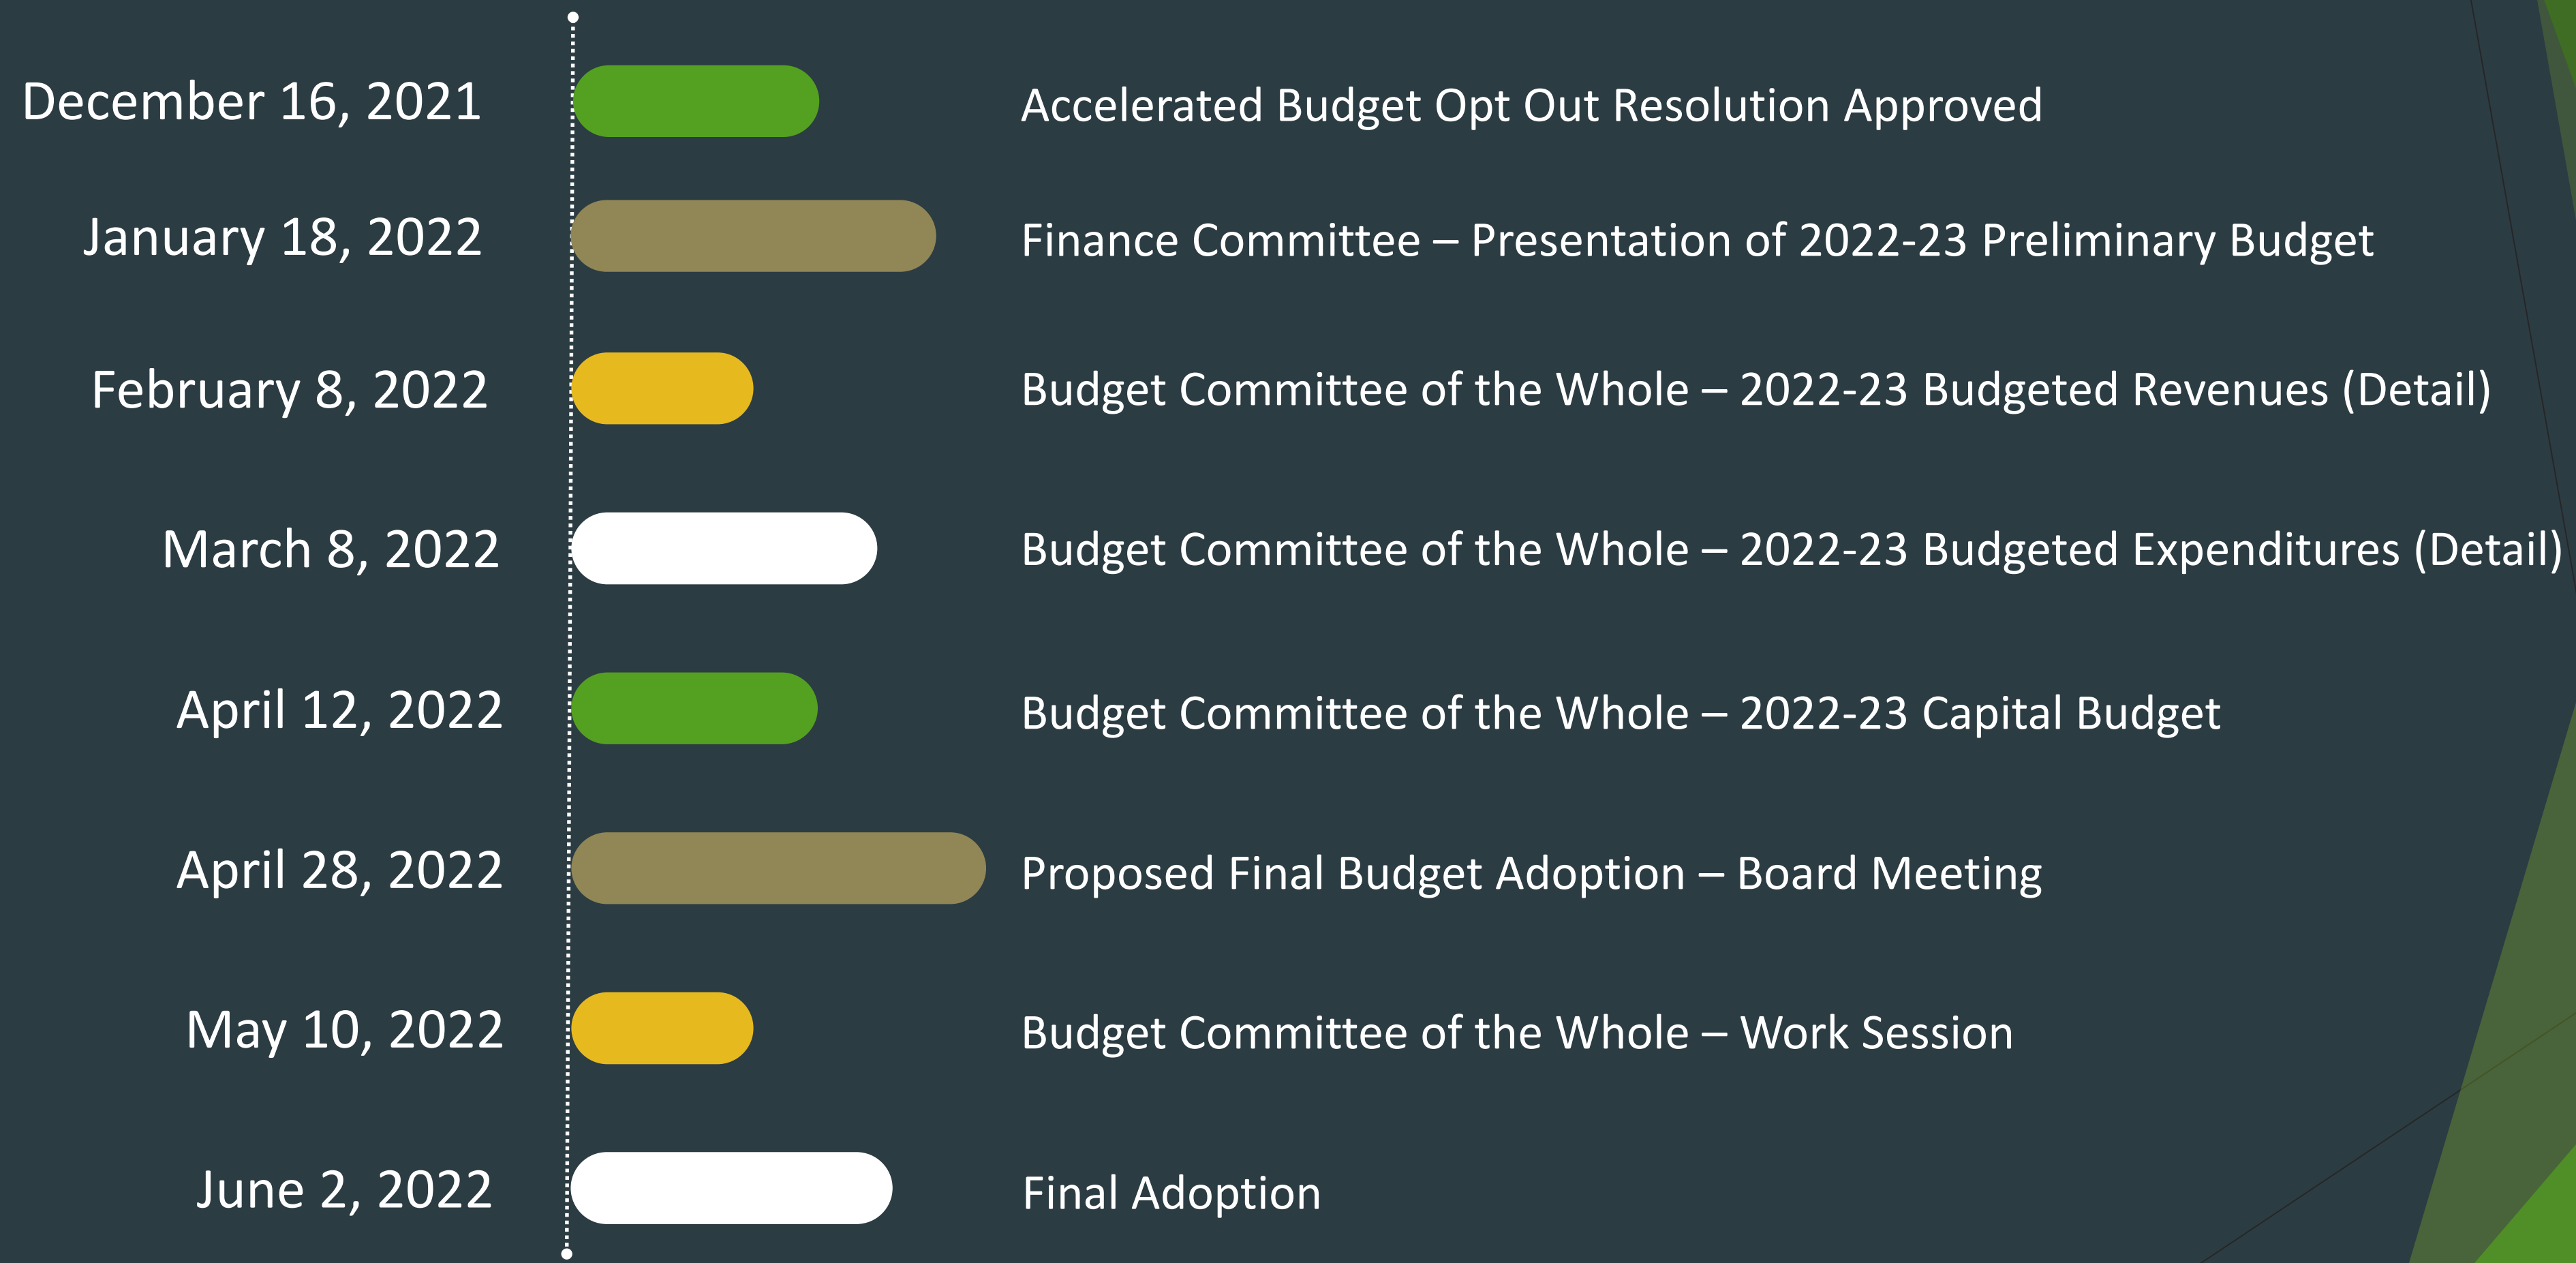 December 16, 2021 Accelerated Budget Opt Out Resolution Approved
January 18, 2022 Finance Committee – Presentation of 2022-23 Preliminary Budget
February 8, 2022 Budget Committee of the Whole – 2022-23 Budgeted Revenues (Detail)
March 8, 2022 Budget Committee of the Whole – 2022-23 Budgeted Expenditures (Detail)
April 12, 2022 Budget Committee of the Whole – 2022-23 Capital Budget
April 28, 2022 Proposed Final Budget Adoption – Board Meeting
May 10, 2022 Budget Committee of the Whole – Work Session
June 2, 2022 Final Adoption